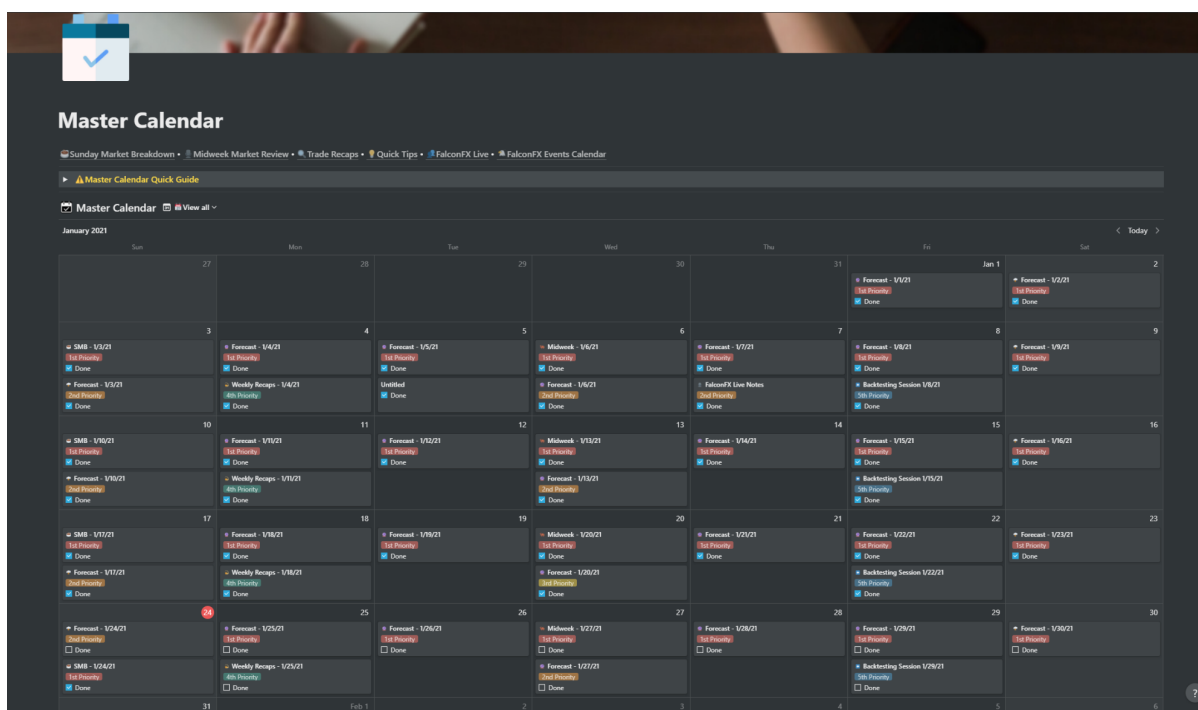 Master Calendar
Sunday Market Breakdown • Midweek Market Review • Trade Recaps • Quick Tips • FalconFX Live • FalconFX Events Calendar
Master Calendar Quick Guide
Master Calendar View all
January 2021
Today
Sun Mon Tue Wed Thu Fri Sat
27 28 29 30 31 Jan 1 2
Forecast - 1/1/21
1st Priority
Done
Forecast - 1/2/21
1st Priority
Done
3 4 5 6 7 8 9
SMB - 1/3/21
1st Priority
Done
Forecast - 1/3/21
2nd Priority
Done
Forecast - 1/4/21
1st Priority
Done
Weekly Recaps - 1/4/21
4th Priority
Done
Forecast - 1/5/21
1st Priority
Done
Untitled
Done
Midweek - 1/6/21
1st Priority
Done
Forecast - 1/6/21
2nd Priority
Done
Forecast - 1/7/21
1st Priority
Done
FalconFX Live Notes
2nd Priority
Done
Forecast - 1/8/21
1st Priority
Done
Backtesting Session 1/8/21
5th Priority
Done
Forecast - 1/9/21
1st Priority
Done
10 11 12 13 14 15 16
SMB - 1/10/21
1st Priority
Done
Forecast - 1/10/21
2nd Priority
Done
Forecast - 1/11/21
1st Priority
Done
Weekly Recaps - 1/11/21
4th Priority
Done
Forecast - 1/12/21
1st Priority
Done
Midweek - 1/13/21
1st Priority
Done
Forecast - 1/13/21
2nd Priority
Done
Forecast - 1/14/21
1st Priority
Done
Forecast - 1/15/21
1st Priority
Done
Backtesting Session 1/15/21
5th Priority
Done
Forecast - 1/16/21
1st Priority
Done
17 18 19 20 21 22 23
SMB - 1/17/21
1st Priority
Done
Forecast - 1/17/21
2nd Priority
Done
Forecast - 1/18/21
1st Priority
Done
Weekly Recaps - 1/18/21
4th Priority
Done
Forecast - 1/19/21
1st Priority
Done
Midweek - 1/20/21
1st Priority
Done
Forecast - 1/20/21
3rd Priority
Done
Forecast - 1/21/21
1st Priority
Done
Forecast - 1/22/21
1st Priority
Done
Backtesting Session 1/22/21
5th Priority
Done
Forecast - 1/23/21
1st Priority
Done
24 25 26 27 28 29 30
Forecast - 1/24/21
2nd Priority
Done
SMB - 1/24/21
1st Priority
Done
Forecast - 1/25/21
1st Priority
Done
Weekly Recaps - 1/25/21
4th Priority
Done
Forecast - 1/26/21
1st Priority
Done
Midweek - 1/27/21
1st Priority
Done
Forecast - 1/27/21
2nd Priority
Done
Forecast - 1/28/21
1st Priority
Done
Forecast - 1/29/21
1st Priority
Done
Backtesting Session 1/29/21
5th Priority
Done
Forecast - 1/30/21
1st Priority
Done
31 Feb 1 2 3 4 5 6
?